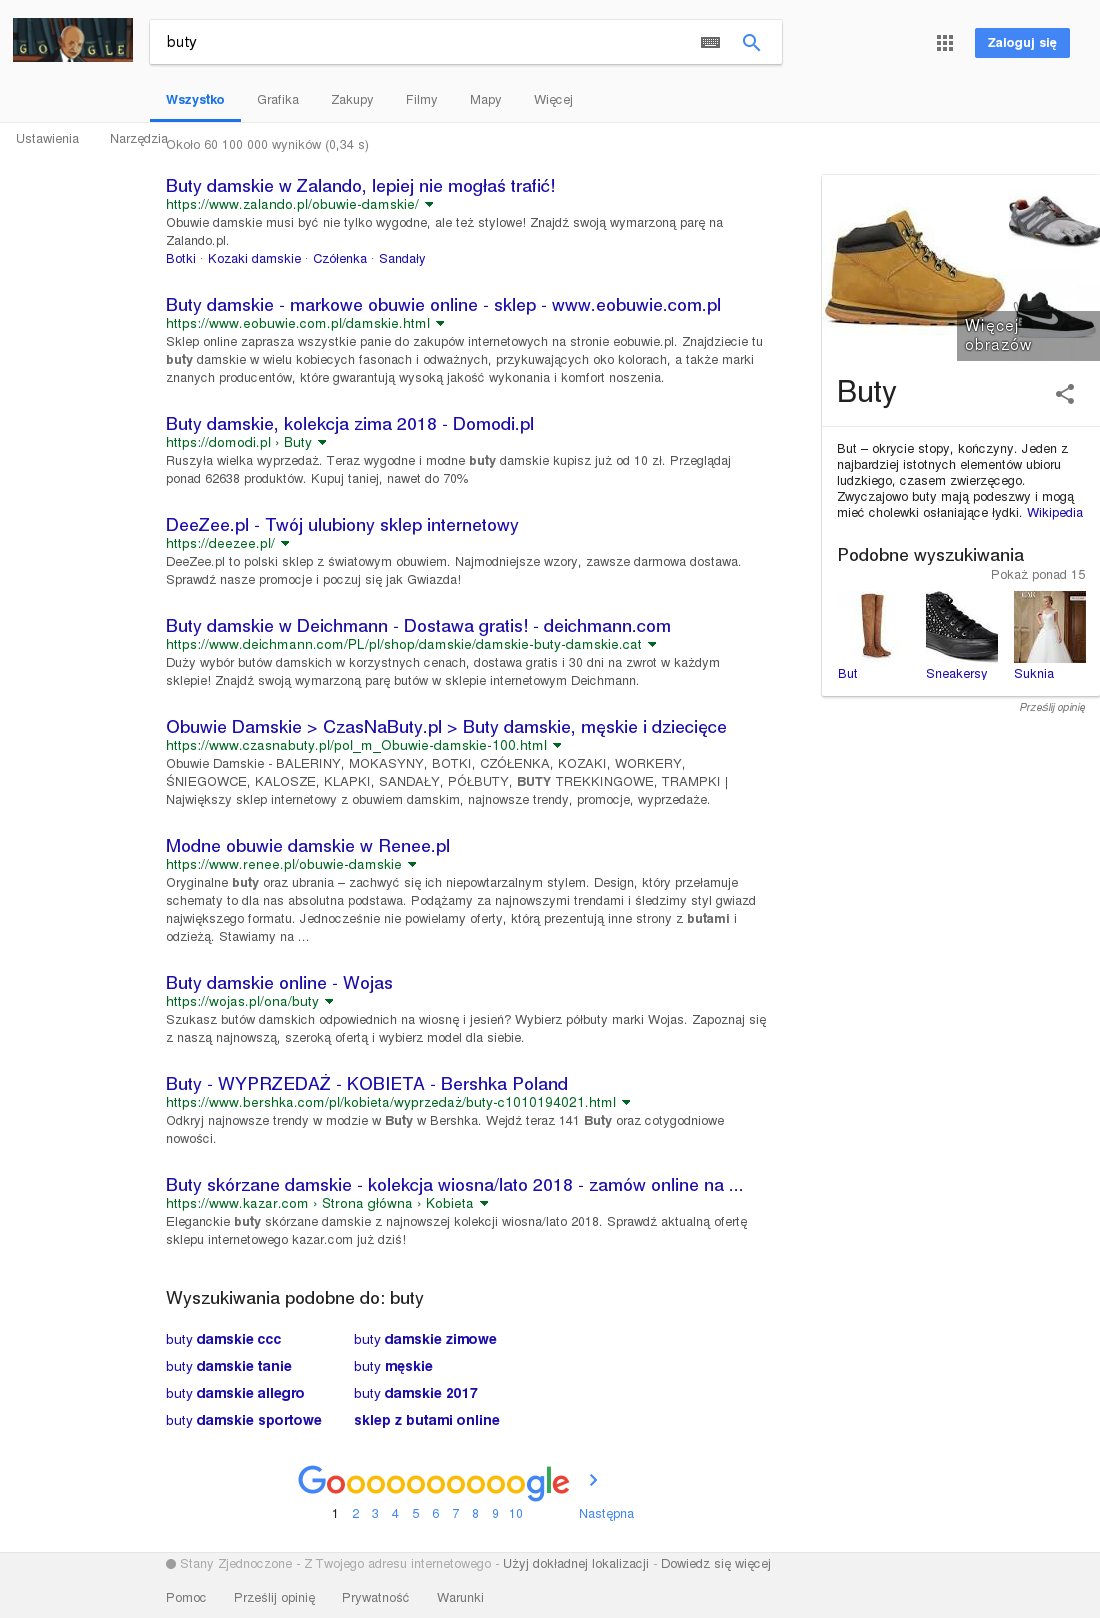 GOOGLE
buty
Zaloguj się
Wszystko Grafika Zakupy Filmy Mapy Więcej
Ustawienia Narzędzia
Około 60 100 000 wyników (0,34 s)
Buty damskie w Zalando, lepiej nie mogłaś trafić!
https://www.zalando.pl/obuwie-damskie/
Obuwie damskie musi być nie tylko wygodne, ale też stylowe! Znajdź swoją wymarzoną parę na
Zalando.pl.
Botki · Kozaki damskie · Czółenka · Sandały
Buty damskie - markowe obuwie online - sklep - www.eobuwie.com.pl
https://www.eobuwie.com.pl/damskie.html
Sklep online zaprasza wszystkie panie do zakupów internetowych na stronie eobuwie.pl. Znajdziecie tu
buty damskie w wielu kobiecych fasonach i odważnych, przykuwających oko kolorach, a także marki
znanych producentów, które gwarantują wysoką jakość wykonania i komfort noszenia.
Buty damskie, kolekcja zima 2018 - Domodi.pl
https://domodi.pl › Buty
Ruszyła wielka wyprzedaż. Teraz wygodne i modne buty damskie kupisz już od 10 zł. Przeglądaj
ponad 62638 produktów. Kupuj taniej, nawet do 70%
DeeZee.pl - Twój ulubiony sklep internetowy
https://deezee.pl/
DeeZee.pl to polski sklep z światowym obuwiem. Najmodniejsze wzory, zawsze darmowa dostawa.
Sprawdź nasze promocje i poczuj się jak Gwiazda!
Buty damskie w Deichmann - Dostawa gratis! - deichmann.com
https://www.deichmann.com/PL/pl/shop/damskie/damskie-buty-damskie.cat
Duży wybór butów damskich w korzystnych cenach, dostawa gratis i 30 dni na zwrot w każdym
sklepie! Znajdź swoją wymarzoną parę butów w sklepie internetowym Deichmann.
Obuwie Damskie > CzasNaButy.pl > Buty damskie, męskie i dziecięce
https://www.czasnabuty.pl/pol_m_Obuwie-damskie-100.html
Obuwie Damskie - BALERINY, MOKASYNY, BOTKI, CZÓŁENKA, KOZAKI, WORKERY,
ŚNIEGOWCE, KALOSZE, KLAPKI, SANDAŁY, PÓŁBUTY, BUTY TREKKINGOWE, TRAMPKI |
Największy sklep internetowy z obuwiem damskim, najnowsze trendy, promocje, wyprzedaże.
Modne obuwie damskie w Renee.pl
https://www.renee.pl/obuwie-damskie
Oryginalne buty oraz ubrania – zachwyć się ich niepowtarzalnym stylem. Design, który przełamuje
schematy to dla nas absolutna podstawa. Podążamy za najnowszymi trendami i śledzimy styl gwiazd
największego formatu. Jednocześnie nie powielamy oferty, którą prezentują inne strony z butami i
odzieżą. Stawiamy na ...
Buty damskie online - Wojas
https://wojas.pl/ona/buty
Szukasz butów damskich odpowiednich na wiosnę i jesień? Wybierz półbuty marki Wojas. Zapoznaj się
z naszą najnowszą, szeroką ofertą i wybierz model dla siebie.
Buty - WYPRZEDAŻ - KOBIETA - Bershka Poland
https://www.bershka.com/pl/kobieta/wyprzedaż/buty-c1010194021.html
Odkryj najnowsze trendy w modzie w Buty w Bershka. Wejdź teraz 141 Buty oraz cotygodniowe
nowości.
Buty skórzane damskie - kolekcja wiosna/lato 2018 - zamów online na ...
https://www.kazar.com › Strona główna › Kobieta
Eleganckie buty skórzane damskie z najnowszej kolekcji wiosna/lato 2018. Sprawdź aktualną ofertę
sklepu internetowego kazar.com już dziś!
Więcej
obrazów
Buty
But – okrycie stopy, kończyny. Jeden z
najbardziej istotnych elementów ubioru
ludzkiego, czasem zwierzęcego.
Zwyczajowo buty mają podeszwy i mogą
mieć cholewki osłaniające łydki. Wikipedia
Podobne wyszukiwania
Pokaż ponad 15
But Sneakersy Suknia
Prześlij opinię
Wyszukiwania podobne do: buty
buty damskie ccc buty damskie zimowe
buty damskie tanie buty męskie
buty damskie allegro buty damskie 2017
buty damskie sportowe sklep z butami online
Goooooooooogle
1 2 3 4 5 6 7 8 9 10 Następna
Stany Zjednoczone - Z Twojego adresu internetowego - Użyj dokładnej lokalizacji - Dowiedz się więcej
Pomoc Prześlij opinię Prywatność Warunki